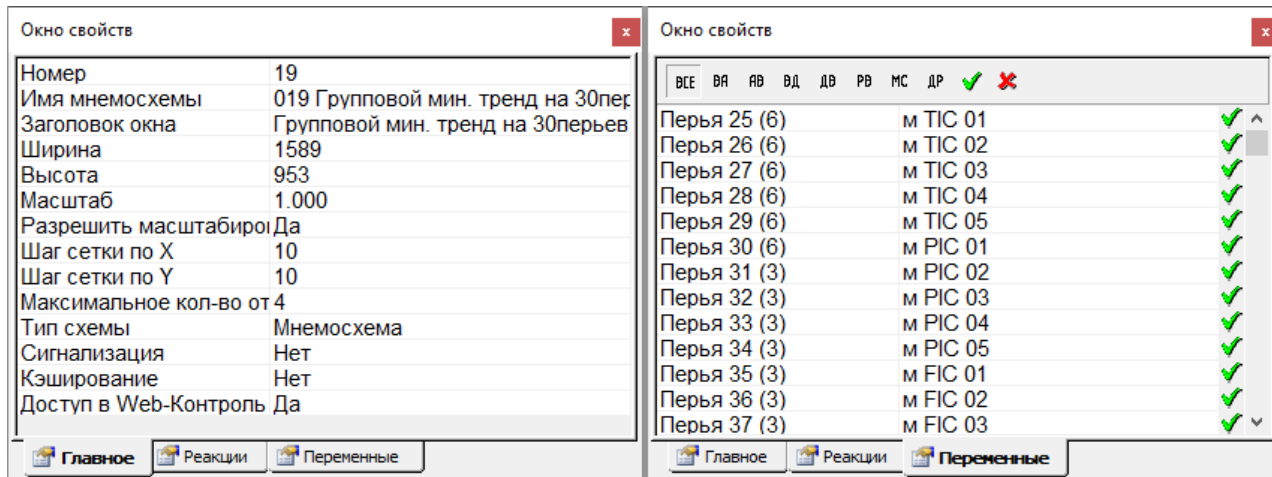 Окно свойств
x
Номер 19
Имя мнемосхемы 019 Групповой мин. тренд на 30пер
Заголовок окна Групповой мин. тренд на 30перьев
Ширина 1589
Высота 953
Масштаб 1.000
Разрешить масштабиро Да
Шаг сетки по X 10
Шаг сетки по Y 10
Максимальное кол-во от 4
Тип схемы Мнемосхема
Сигнализация Нет
Кэширование Нет
Доступ в Web-Контроль Да
Главное Реакции Переменные
Окно свойств
x
ВСЕ ВА АВ ВД ДВ РВ МС ДР
Перья 25 (6) м TIC 01
Перья 26 (6) м TIC 02
Перья 27 (6) м TIC 03
Перья 28 (6) м TIC 04
Перья 29 (6) м TIC 05
Перья 30 (6) м PIC 01
Перья 31 (3) м PIC 02
Перья 32 (3) м PIC 03
Перья 33 (3) м PIC 04
Перья 34 (3) м PIC 05
Перья 35 (3) м FIC 01
Перья 36 (3) м FIC 02
Перья 37 (3) м FIC 03
Главное Реакции Переменные